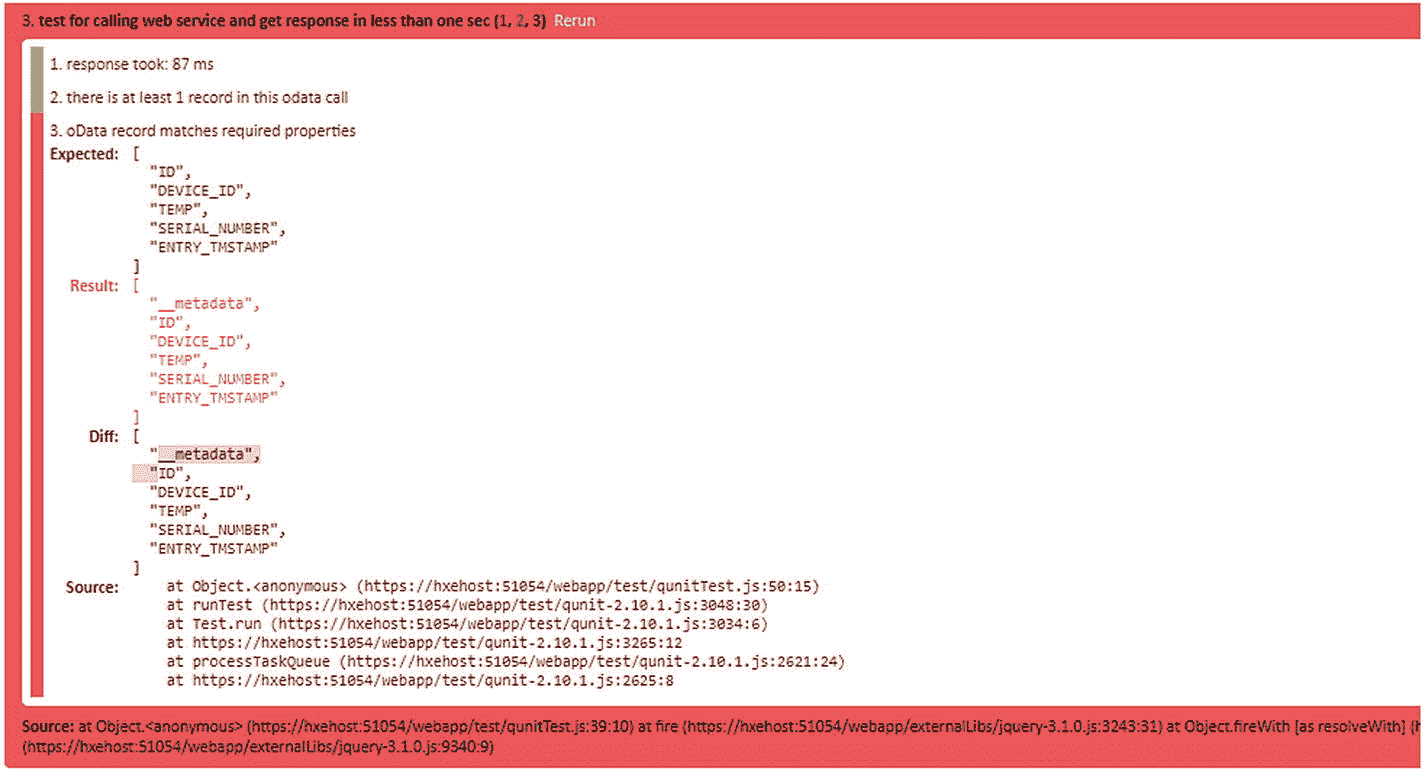 3. test for calling web service and get response in less than one sec (1, 2, 3) Rerun
1. response took: 87 ms
2. there is at least 1 record in this odata call
3. oData record matches required properties
Expected: [
"ID",
"DEVICE_ID",
"TEMP",
"SERIAL_NUMBER",
"ENTRY_TMSTAMP"
]
Result: [
"__metadata",
"ID",
"DEVICE_ID",
"TEMP",
"SERIAL_NUMBER",
"ENTRY_TMSTAMP"
]
Diff: [
"__metadata",
"ID",
"DEVICE_ID",
"TEMP",
"SERIAL_NUMBER",
"ENTRY_TMSTAMP"
]
Source: at Object.<anonymous> (https://hxehost:51054/webapp/test/qunitTest.js:50:15)
at runTest (https://hxehost:51054/webapp/test/qunit-2.10.1.js:3048:30)
at Test.run (https://hxehost:51054/webapp/test/qunit-2.10.1.js:3034:6)
at https://hxehost:51054/webapp/test/qunit-2.10.1.js:3265:12
at processTaskQueue (https://hxehost:51054/webapp/test/qunit-2.10.1.js:2621:24)
at https://hxehost:51054/webapp/test/qunit-2.10.1.js:2625:8
Source: at Object.<anonymous> (https://hxehost:51054/webapp/test/qunitTest.js:39:10) at fire (https://hxehost:51054/webapp/externalLibs/jquery-3.1.0.js:3243:31) at Object.fireWith [as resolveWith] (h
(https://hxehost:51054/webapp/externalLibs/jquery-3.1.0.js:9340:9)